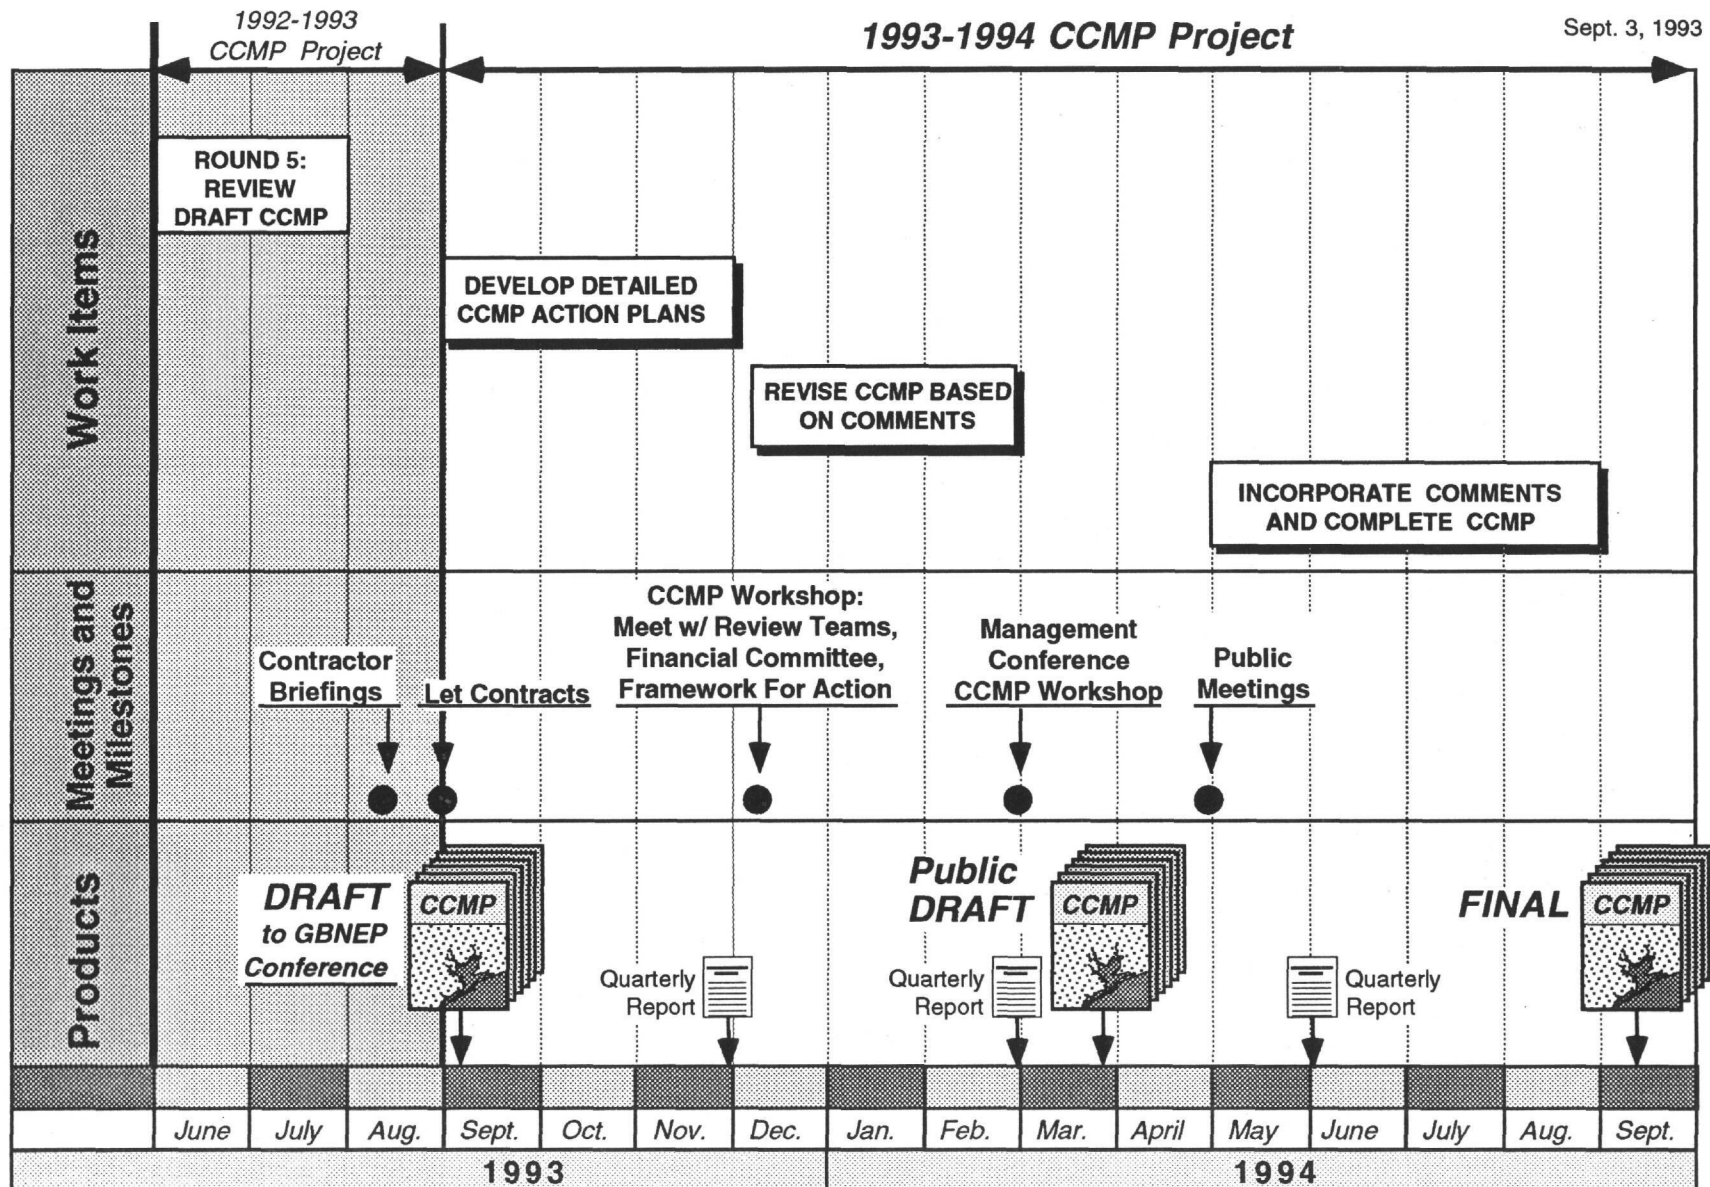 1992-1993
CCMP Project
1993-1994 CCMP Project
Sept. 3, 1993
Work Items
ROUND 5:
REVIEW
DRAFT CCMP
DEVELOP DETAILED
CCMP ACTION PLANS
REVISE CCMP BASED
ON COMMENTS
INCORPORATE COMMENTS
AND COMPLETE CCMP
Meetings and
Milestones
Contractor
Briefings
Let Contracts
CCMP Workshop:
Meet w/ Review Teams,
Financial Committee,
Framework For Action
Management
Conference
CCMP Workshop
Public
Meetings
Products
DRAFT
to GBNEP
Conference
CCMP
Quarterly
Report
Public
DRAFT
Quarterly
Report
CCMP
Quarterly
Report
FINAL
CCMP
June July Aug. Sept. Oct. Nov. Dec. Jan. Feb. Mar. April May June July Aug. Sept.
1993 1994